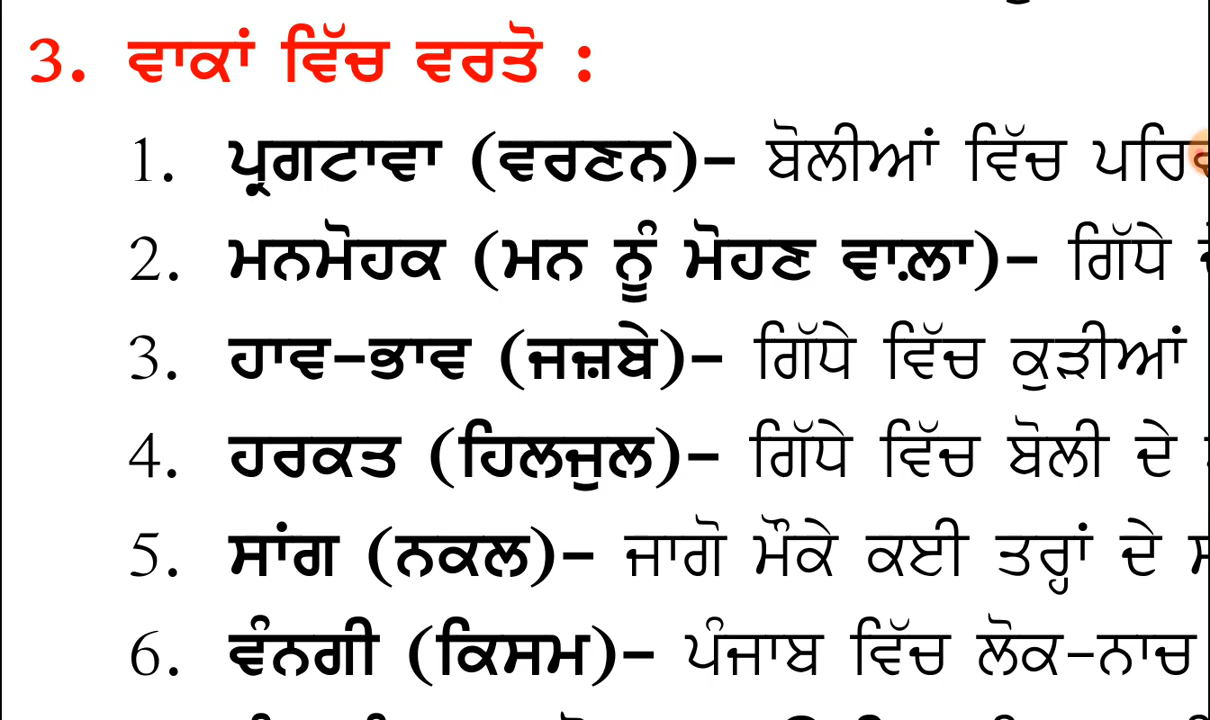 3. ਵਾਕਾਂ ਵਿੱਚ ਵਰਤੋ :
1. ਪ੍ਰਗਟਾਵਾ (ਵਰਣਨ)– ਬੋਲੀਆਂ ਵਿੱਚ
2. ਮਨਮੋਹਕ (ਮਨ ਨੂੰ ਮੋਹਣ ਵਾਲ਼ਾ)– ਗਿੱਧੇ
3. ਹਾਵ–ਭਾਵ (ਜਜ਼ਬੇ)– ਗਿੱਧੇ ਵਿੱਚ ਕੁੜੀਆਂ
4. ਹਰਕਤ (ਹਿਲਜੁਲ)– ਗਿੱਧੇ ਵਿੱਚ ਬੋਲੀ ਦੇ
5. ਸਾਂਗ (ਨਕਲ)– ਜਾਗੋ ਮੌਕੇ ਕਈ ਤਰ੍ਹਾਂ ਦੇ
6. ਵੰਨਗੀ (ਕਿਸਮ)– ਪੰਜਾਬ ਵਿੱਚ ਲੋਕ–ਨਾਚ